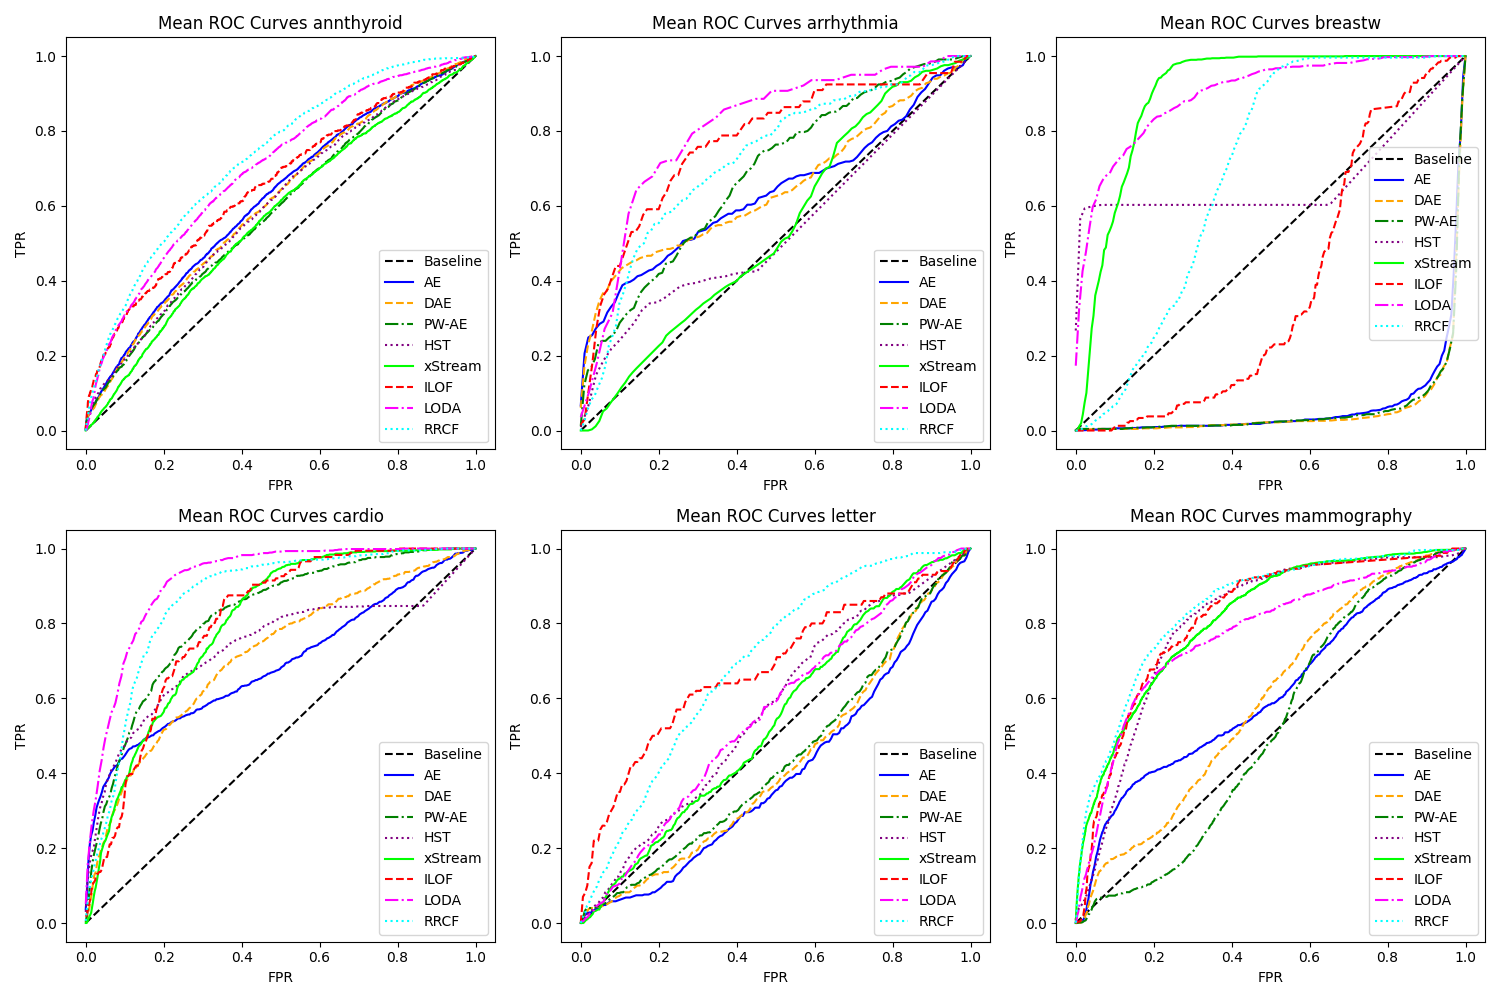 Mean ROC Curves annthyroid
TPR
1.0
0.8
0.6
0.4
0.2
0.0
0.0 0.2 0.4 0.6 0.8 1.0
FPR
Baseline
AE
DAE
PW-AE
HST
xStream
ILOF
LODA
RRCF
Mean ROC Curves arrhythmia
TPR
1.0
0.8
0.6
0.4
0.2
0.0
0.0 0.2 0.4 0.6 0.8 1.0
FPR
Baseline
AE
DAE
PW-AE
HST
xStream
ILOF
LODA
RRCF
Mean ROC Curves breastw
TPR
1.0
0.8
0.6
0.4
0.2
0.0
0.0 0.2 0.4 0.6 0.8 1.0
FPR
Baseline
AE
DAE
PW-AE
HST
xStream
ILOF
LODA
RRCF
Mean ROC Curves cardio
TPR
1.0
0.8
0.6
0.4
0.2
0.0
0.0 0.2 0.4 0.6 0.8 1.0
FPR
Baseline
AE
DAE
PW-AE
HST
xStream
ILOF
LODA
RRCF
Mean ROC Curves letter
TPR
1.0
0.8
0.6
0.4
0.2
0.0
0.0 0.2 0.4 0.6 0.8 1.0
FPR
Baseline
AE
DAE
PW-AE
HST
xStream
ILOF
LODA
RRCF
Mean ROC Curves mammography
TPR
1.0
0.8
0.6
0.4
0.2
0.0
0.0 0.2 0.4 0.6 0.8 1.0
FPR
Baseline
AE
DAE
PW-AE
HST
xStream
ILOF
LODA
RRCF